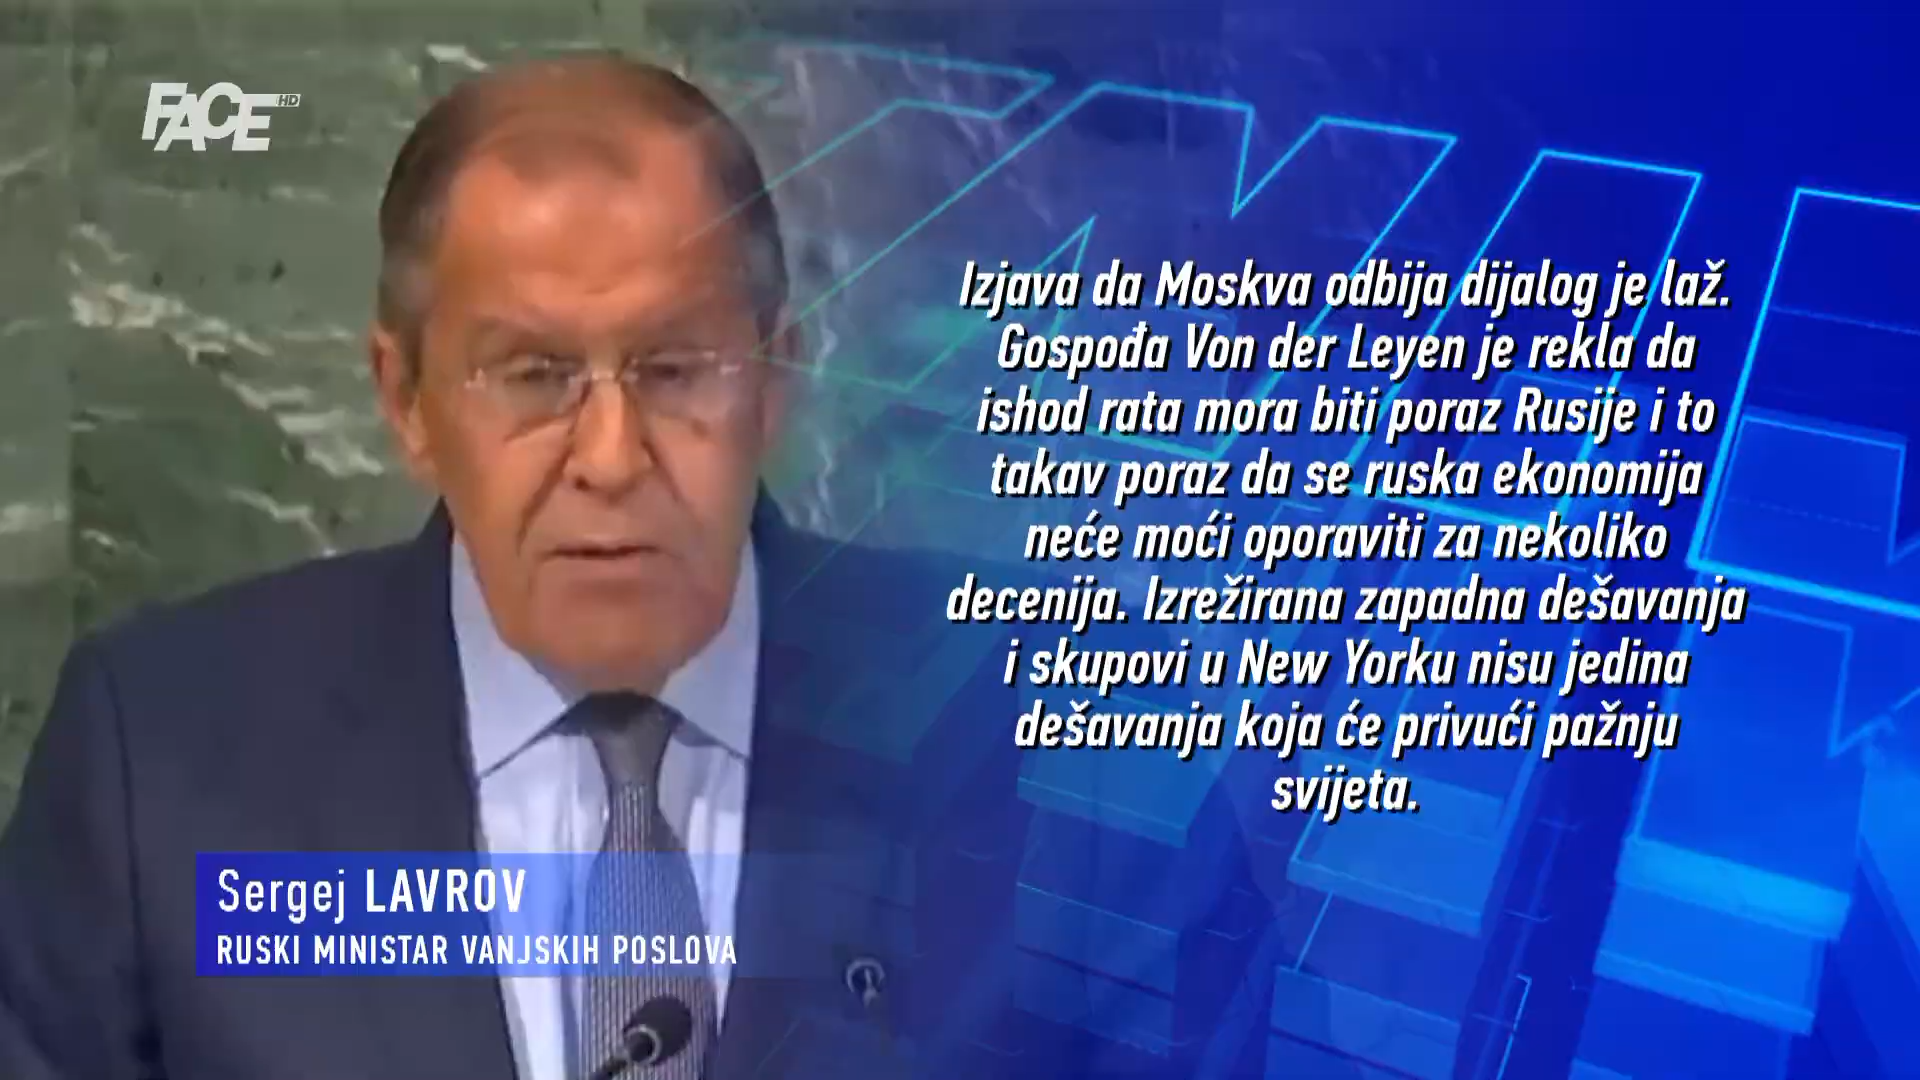 FACE HD
Izjava da Moskva odbija dijalog je laž.
Gospođa Von der Leyen je rekla da
ishod rata mora biti poraz Rusije i to
takav poraz da se ruska ekonomija
neće moći oporaviti za nekoliko
decenija. Izrežirana zapadna dešavanja
i skupovi u New Yorku nisu jedina
dešavanja koja će privući pažnju
svijeta.
Sergej LAVROV
RUSKI MINISTAR VANJSKIH POSLOVA